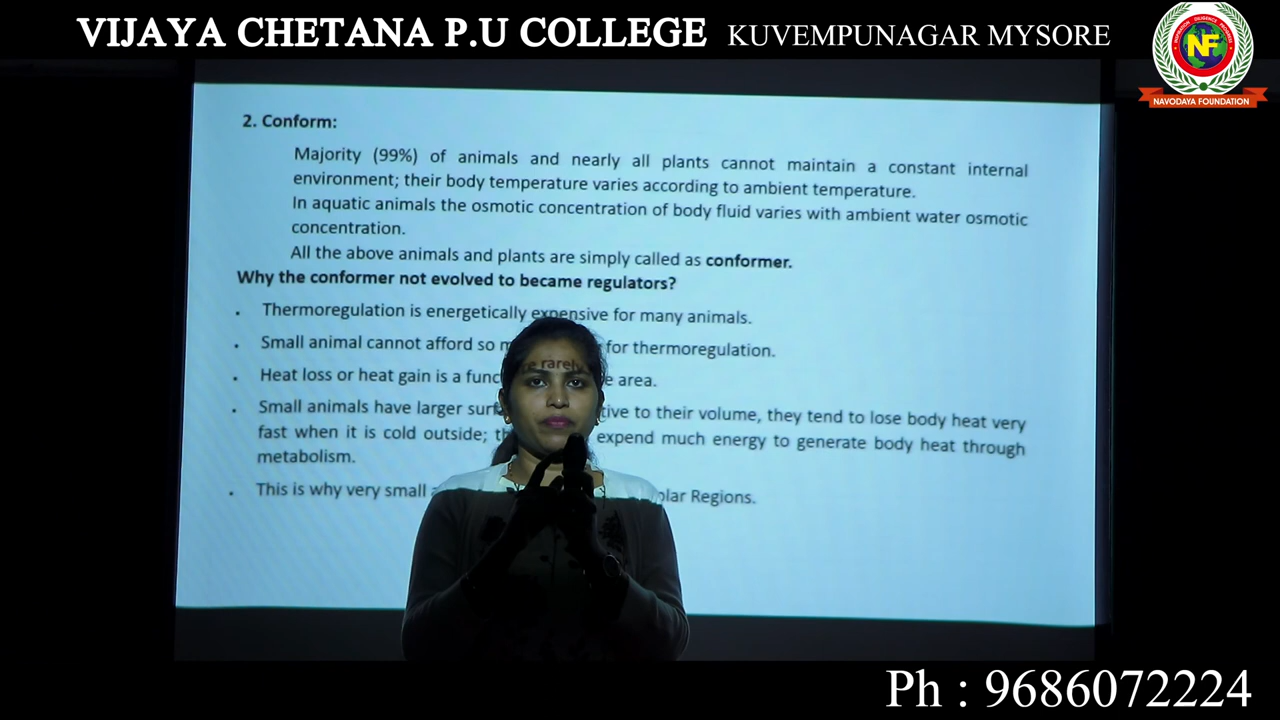 VIJAYA CHETANA P.U COLLEGE KUVEMPUNAGAR MYSORE
NF
NAVODAYA FOUNDATION
2. Conform:
Majority (99%) of animals and nearly all plants cannot maintain a constant internal
environment; their body temperature varies according to ambient temperature.
In aquatic animals the osmotic concentration of body fluid varies with ambient water osmotic
concentration.
All the above animals and plants are simply called as conformer.
Why the conformer not evolved to became regulators?
. Thermoregulation is energetically expensive for many animals.
. Small animal cannot afford so for thermoregulation.
. Heat loss or heat gain is a area.
. Small animals have larger to their volume, they tend to lose body heat very
fast when it is cold outside; expend much energy to generate body heat through
metabolism.
. This is why very small rarely Regions.
Ph : 9686072224